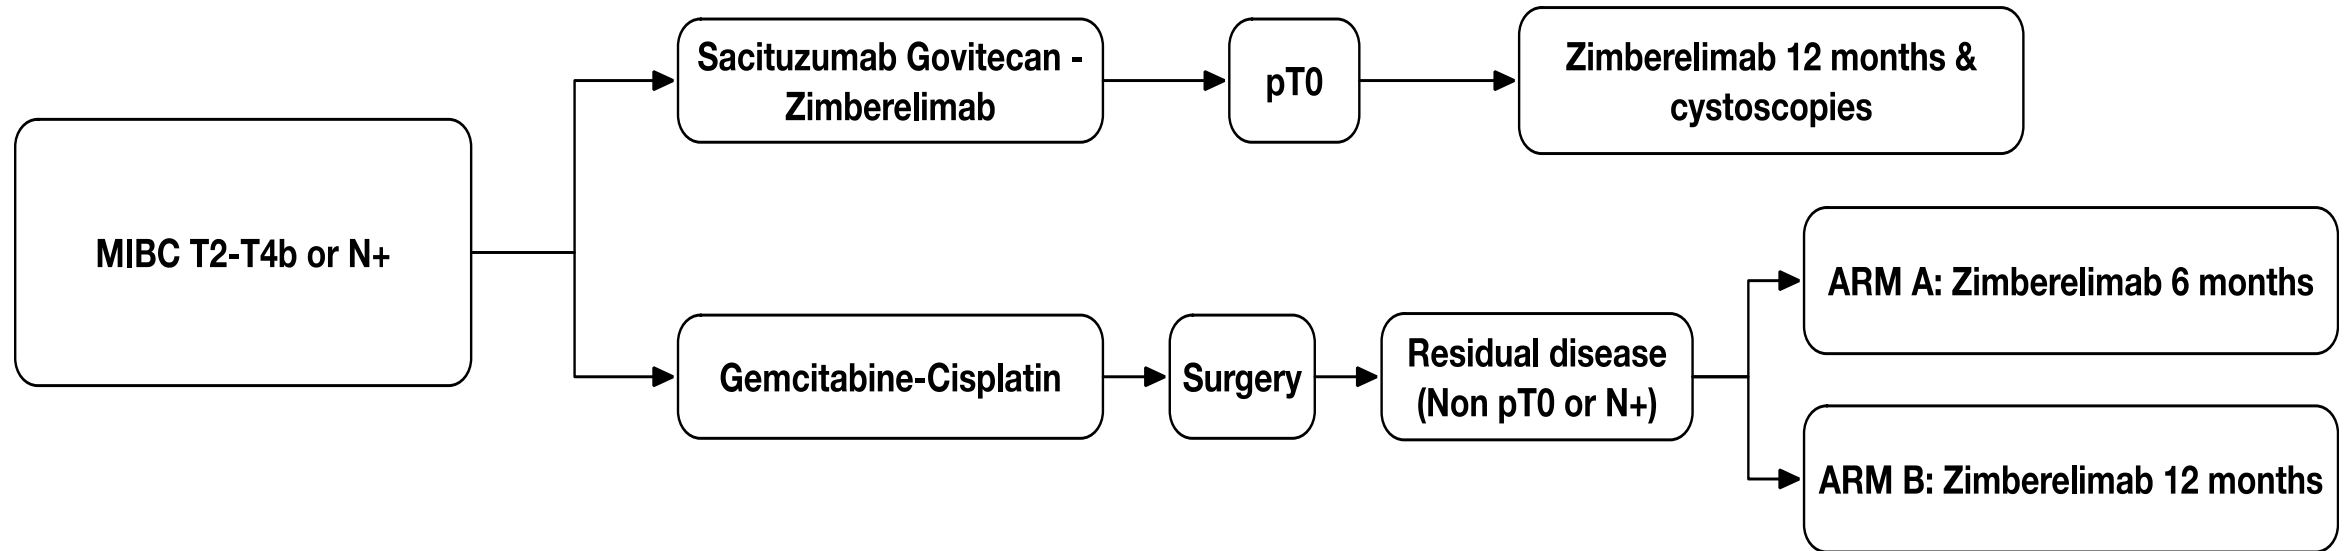 Sacituzumab Govitecan -
Zimberelimab
pT0
Zimberelimab 12 months &
cystoscopies
MIBC T2-T4b or N+
Gemcitabine-Cisplatin
Surgery
Residual disease
(Non pT0 or N+)
ARM A: Zimberelimab 6 months
ARM B: Zimberelimab 12 months